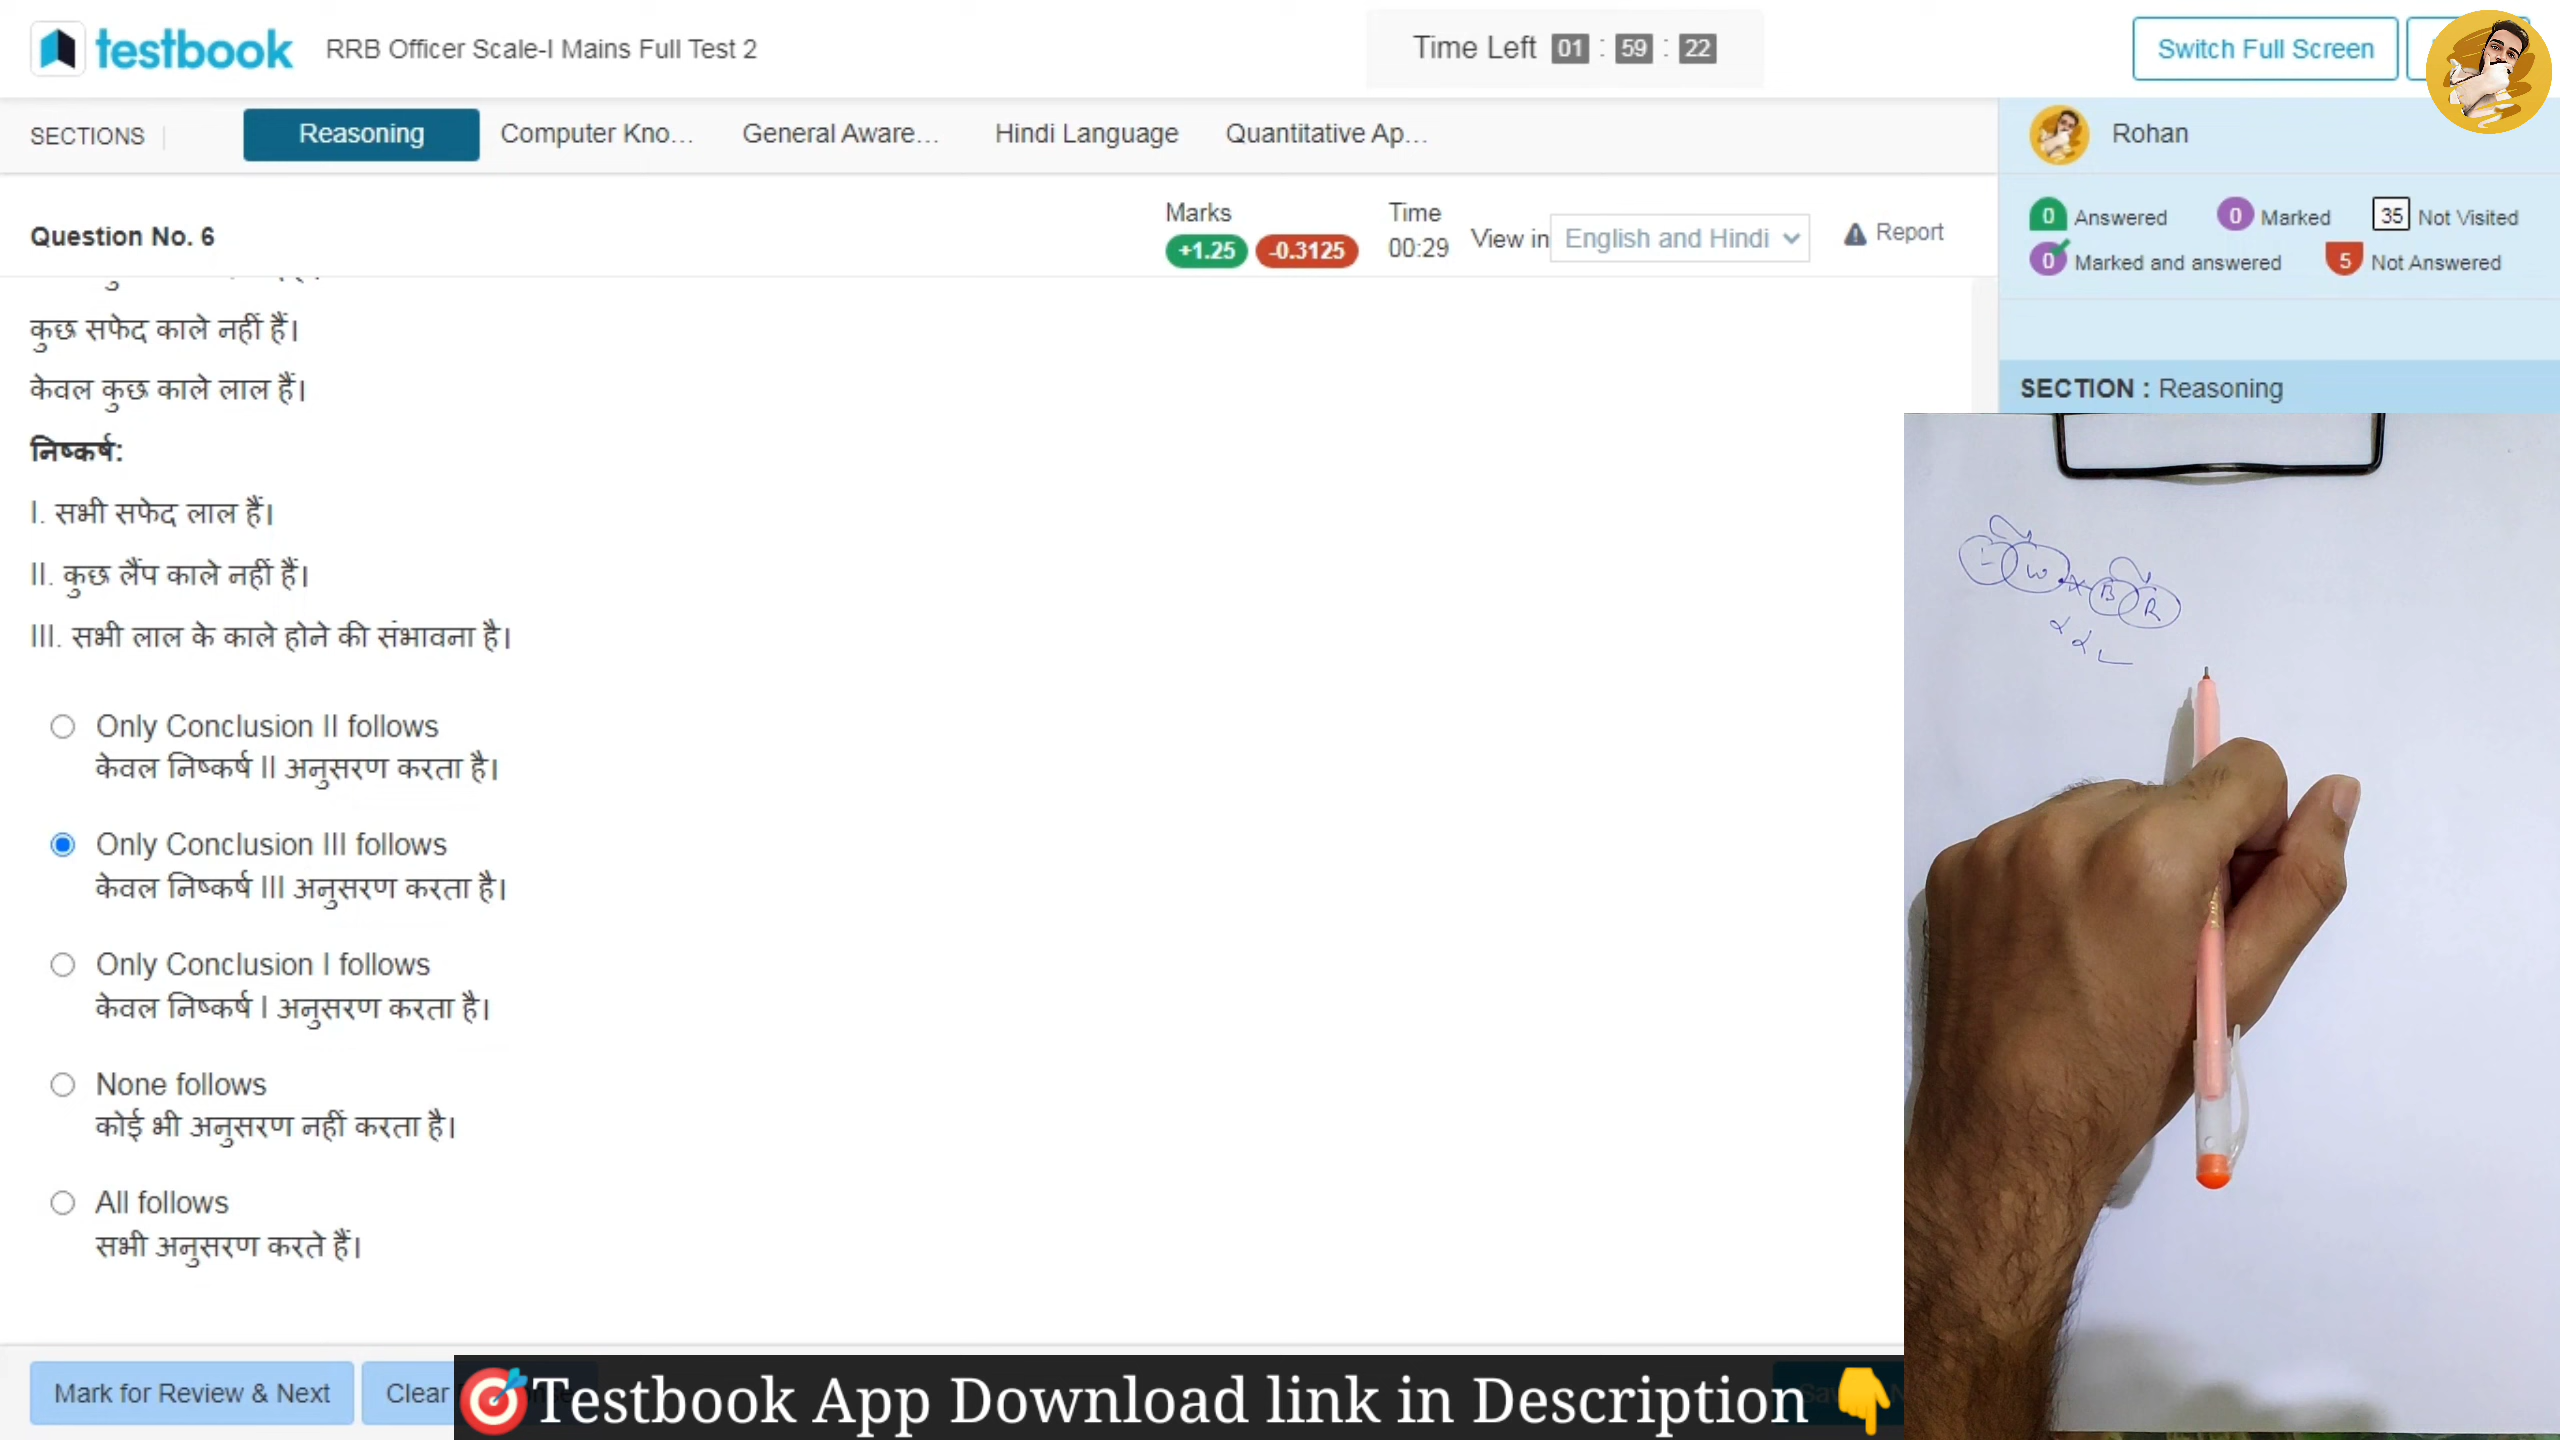 testbook RRB Officer Scale-I Mains Full Test 2
Time Left 01 : 59 : 22
Switch Full Screen
SECTIONS Reasoning Computer Kno... General Aware... Hindi Language Quantitative Ap...
Rohan
Question No. 6
Marks
+1.25 -0.3125
Time
00:29
View in English and Hindi
Report
0 Answered 0 Marked 35 Not Visited
0 Marked and answered 5 Not Answered
SECTION : Reasoning
कुछ सफेद काले नहीं हैं।
केवल कुछ काले लाल हैं।
निष्कर्ष:
I. सभी सफेद लाल हैं।
II. कुछ लैंप काले नहीं हैं।
III. सभी लाल के काले होने की संभावना है।
Only Conclusion II follows
केवल निष्कर्ष II अनुसरण करता है।
Only Conclusion III follows
केवल निष्कर्ष III अनुसरण करता है।
Only Conclusion I follows
केवल निष्कर्ष I अनुसरण करता है।
None follows
कोई भी अनुसरण नहीं करता है।
All follows
सभी अनुसरण करते हैं।
W B R
Mark for Review & Next
Clear
Testbook App Download link in Description